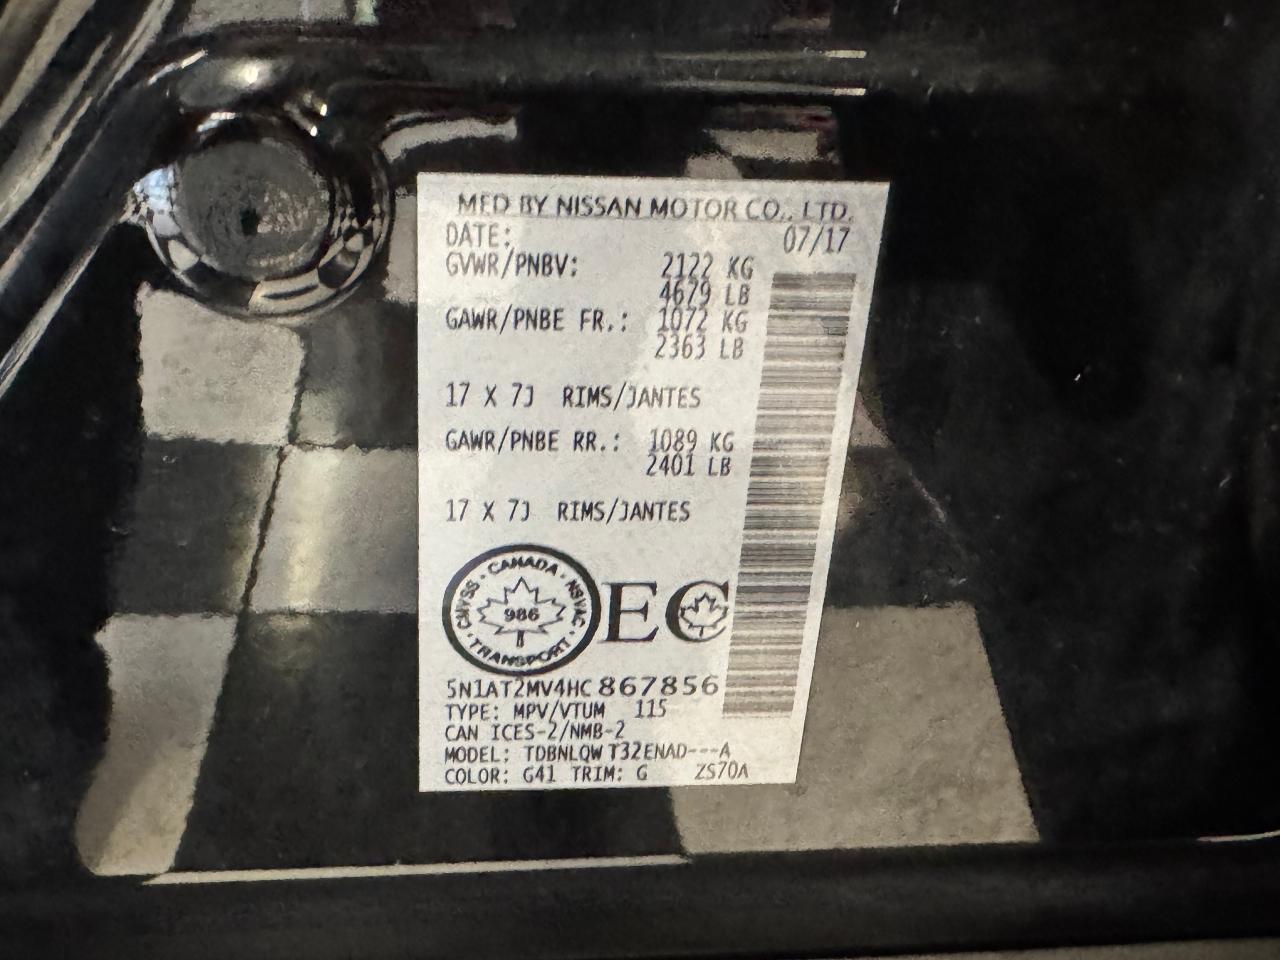 MFD BY NISSAN MOTOR CO., LTD.
DATE: 07/17
GVWR/PNBV: 2122 KG
4679 LB
GAWR/PNBE FR.: 1072 KG
2363 LB
17 X 7J RIMS/JANTES
GAWR/PNBE RR.: 1089 KG
2401 LB
17 X 7J RIMS/JANTES
CANADA · NSVAC · TRANSPORT · CMVSS ·
986
EC
5N1AT2MV4HC867856
TYPE: MPV/VTUM 115
CAN ICES-2/NMB-2
MODEL: TDBNLQW T32ENAD---A
COLOR: G41 TRIM: G ZS70A